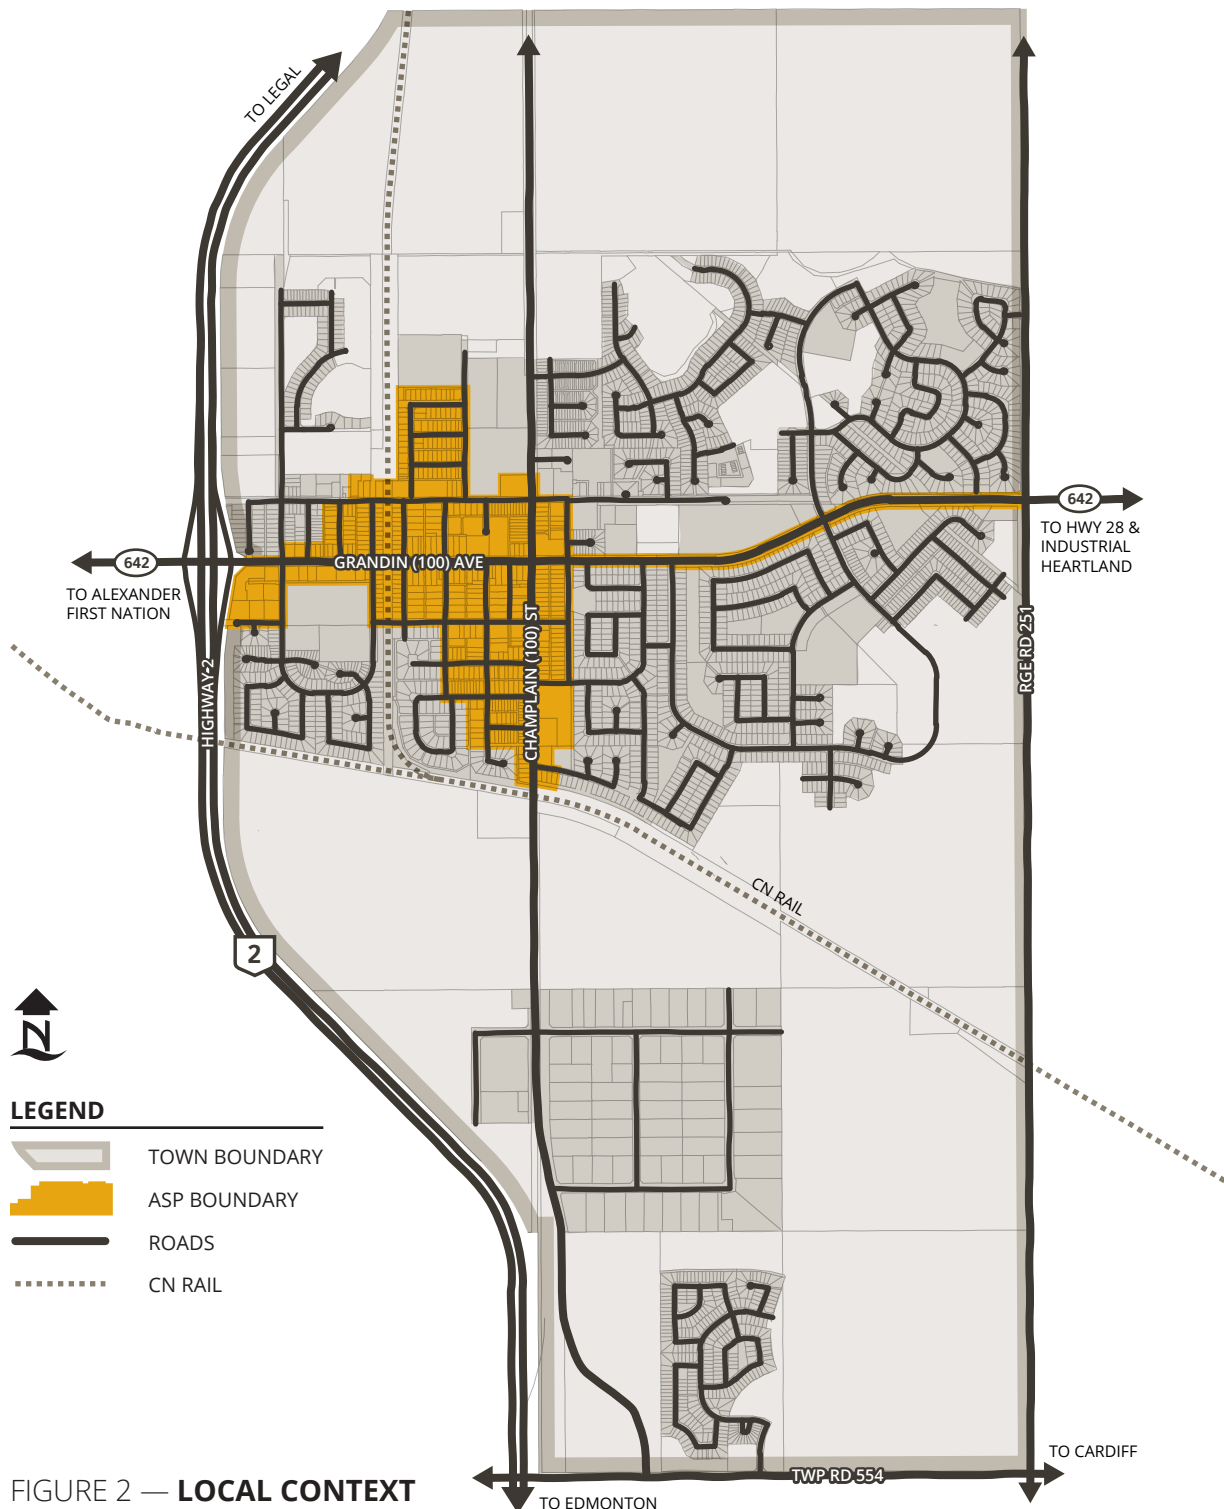 TO LEGAL
642
TO HWY 28 &
INDUSTRIAL
HEARTLAND
642
GRANDIN (100) AVE
TO ALEXANDER
FIRST NATION
CHAMPLAIN (100) ST
RGE RD 251
HIGHWAY 2
CN RAIL
2
N
LEGEND
TOWN BOUNDARY
ASP BOUNDARY
ROADS
CN RAIL
TO CARDIFF
TWP RD 554
TO EDMONTON
FIGURE 2 — LOCAL CONTEXT